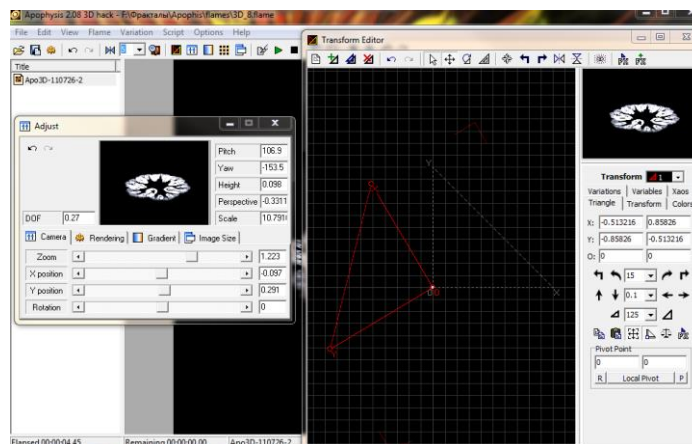 Apophysis 2.08 3D hack - F:\Фракталы\Apophis\flames\3D_8.flame
File Edit View Flame Variation Script Options Help
Title
Apo3D-110726-2
Adjust
Pitch 106.9
Yaw -153.5
Height 0.098
Perspective -0.3311
DOF 0.27
Scale 10.791
Camera Rendering Gradient Image Size
Zoom 1.223
X position -0.097
Y position 0.291
Rotation 0
Elapsed 00:00:04.45 Remaining 00:00:00.00 Apo3D-110726-2
Transform Editor
Y
X
Transform 1
Variations Variables Xaos
Triangle Transform Colors
X: -0.513216 0.85826
Y: -0.85826 -0.513216
O: 0 0
15
0.1
125
Pivot Point
0 0
R Local Pivot P